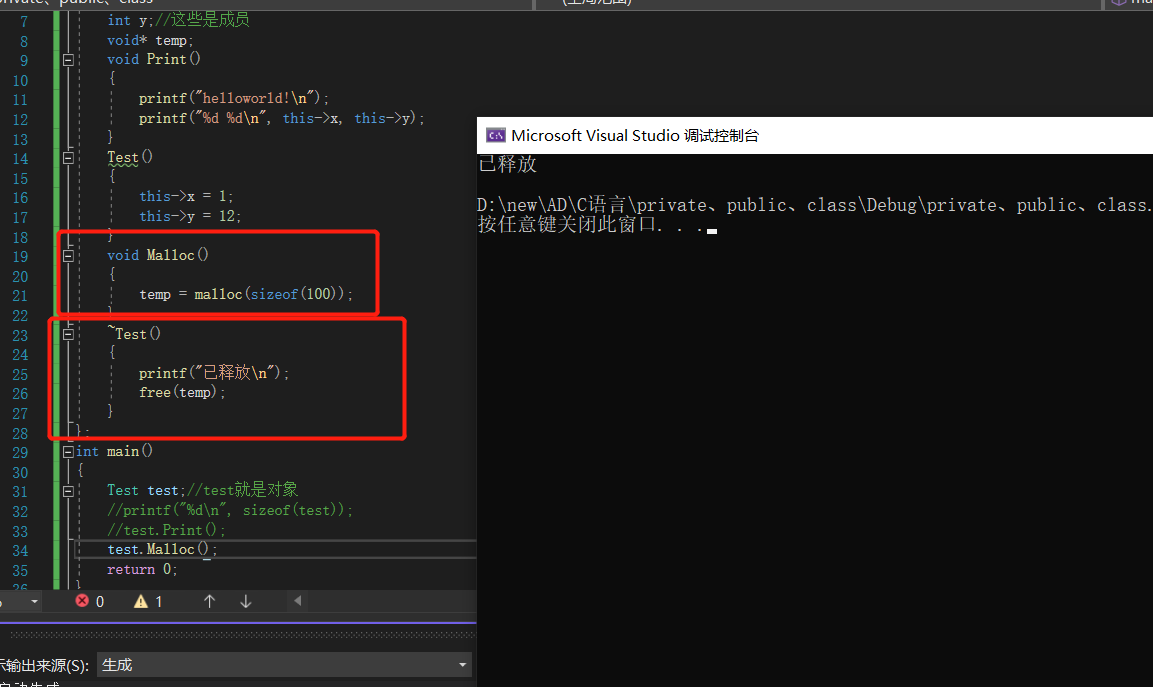 private、public、class
(全局范围)
7 int y;//这些是成员
8 void* temp;
9 void Print()
10 {
11 printf("helloworld!\n");
12 printf("%d %d\n", this->x, this->y);
13 }
14 Test()
15 {
16 this->x = 1;
17 this->y = 12;
18 }
19 void Malloc()
20 {
21 temp = malloc(sizeof(100));
22 }
23 ~Test()
24 {
25 printf("已释放\n");
26 free(temp);
27 }
28 };
29 int main()
30 {
31 Test test;//test就是对象
32 //printf("%d\n", sizeof(test));
33 //test.Print();
34 test.Malloc();
35 return 0;
36 }
0 1
示输出来源(S): 生成
C:\ Microsoft Visual Studio 调试控制台
已释放
D:\new\AD\C语言\private、public、class\Debug\private、public、class.
按任意键关闭此窗口. . .